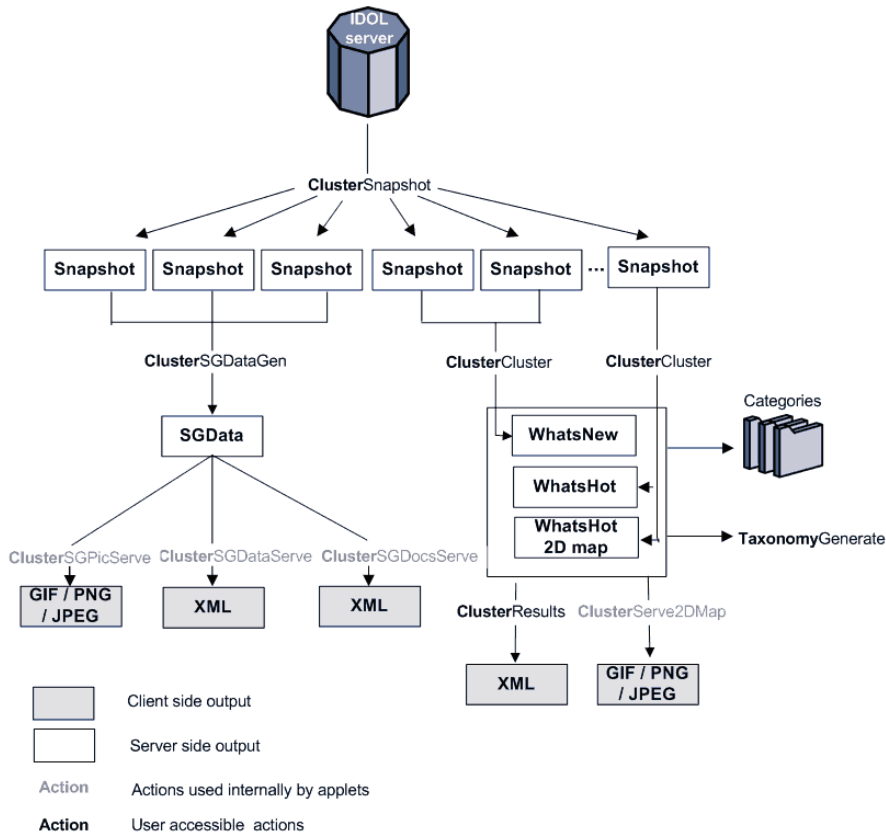 IDOL
server
ClusterSnapshot
Snapshot
Snapshot
Snapshot
Snapshot
Snapshot
...
Snapshot
ClusterSGDataGen
ClusterCluster
ClusterCluster
Categories
SGData
WhatsNew
WhatsHot
WhatsHot
2D map
TaxonomyGenerate
ClusterSGPicServe
ClusterSGDataServe
ClusterSGDocsServe
GIF / PNG
/ JPEG
XML
XML
ClusterResults
ClusterServe2DMap
XML
GIF / PNG
/ JPEG
Client side output
Server side output
Action Actions used internally by applets
Action User accessible actions